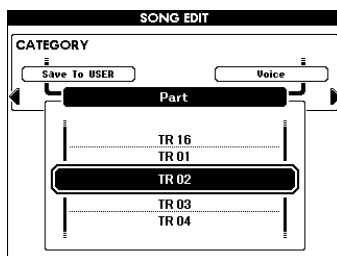 SONG EDIT
CATEGORY
Save To USER
Voice
Part
TR 16
TR 01
TR 02
TR 03
TR 04